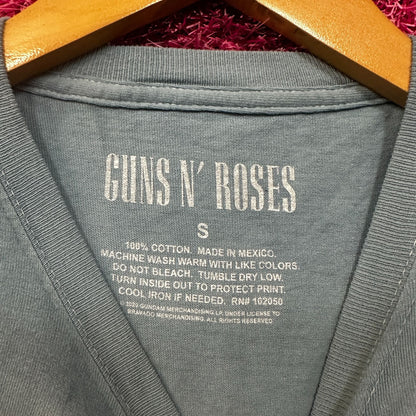 GUNS N' ROSES
S
100% COTTON. MADE IN MEXICO.
MACHINE WASH WARM WITH LIKE COLORS.
DO NOT BLEACH. TUMBLE DRY LOW.
TURN INSIDE OUT TO PROTECT PRINT.
COOL IRON IF NEEDED. RN# 102050
© 2020 GUNDAM MERCHANDISING LP. UNDER LICENSE TO
BRAVADO MERCHANDISING. ALL RIGHTS RESERVED